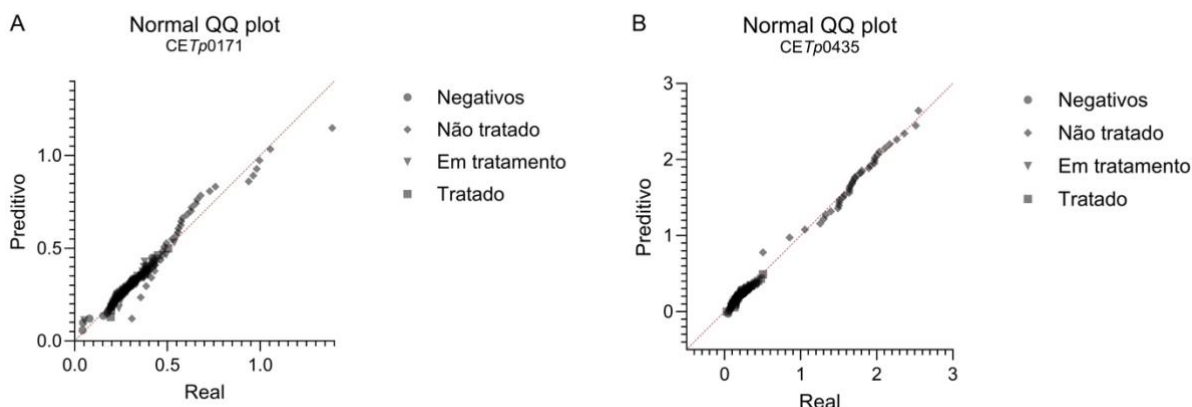 A
Normal QQ plot
CETp0171
1.0
0.5
0.0
0.0 0.5 1.0
Preditivo
Real
Negativos
Não tratado
Em tratamento
Tratado
B
Normal QQ plot
CETp0435
3
2
1
0
0 1 2 3
Preditivo
Real
Negativos
Não tratado
Em tratamento
Tratado